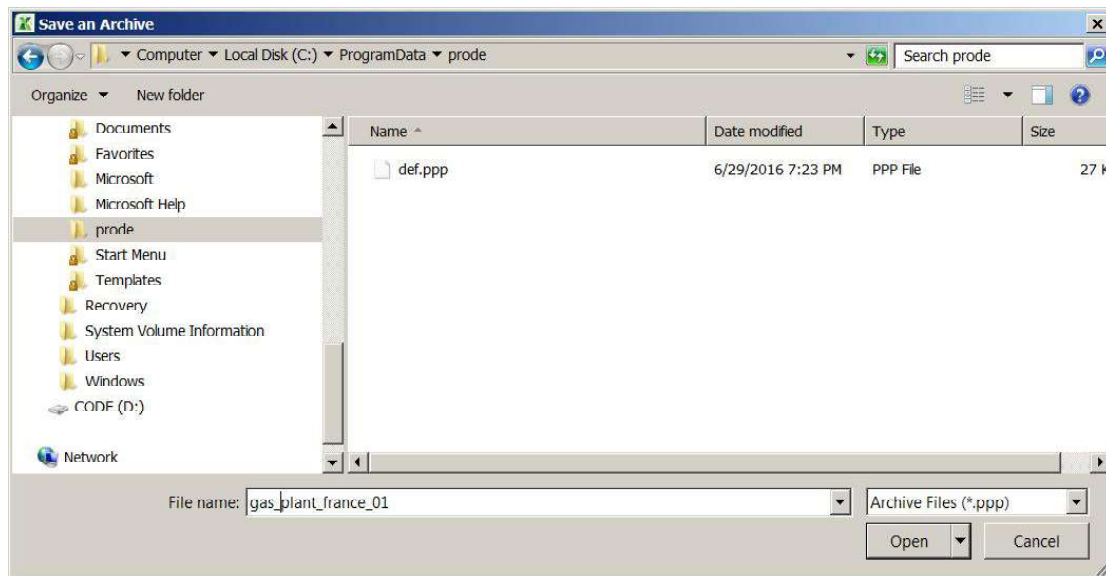 Save an Archive
Computer Local Disk (C:) ProgramData prode
Search prode
Organize New folder
Name Date modified Type Size
def.ppp 6/29/2016 7:23 PM PPP File 27 K
Documents
Favorites
Microsoft
Microsoft Help
prode
Start Menu
Templates
Recovery
System Volume Information
Users
Windows
CODE (D:)
Network
File name: gas_plant_france_01
Archive Files (*.ppp)
Open Cancel